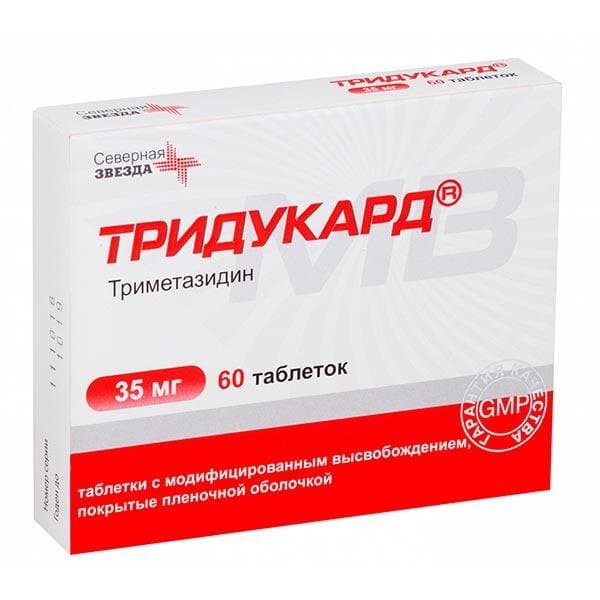 ТРИДУКАРД®
35 мг 60 таблеток
Северная
ЗВЕЗДА
МВ
ТРИДУКАРД®
Триметазидин
35 мг 60 таблеток
ГАРАНТИЯ КАЧЕСТВА
GMP
таблетки с модифицированным высвобождением,
покрытые пленочной оболочкой
Номер серии
Годен до